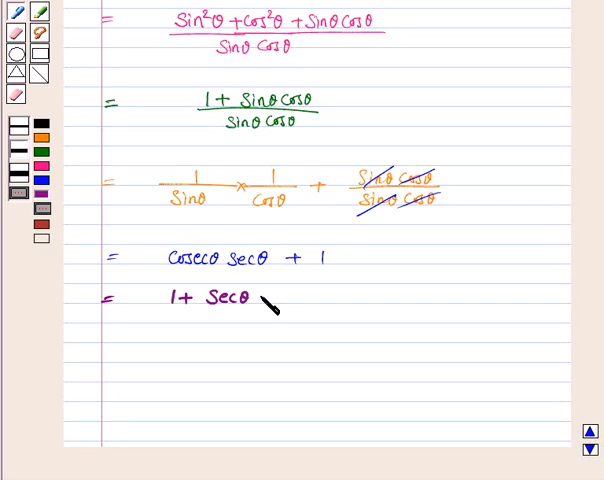 = Sin²θ + Cos²θ + Sinθ Cosθ
Sinθ Cosθ
= 1 + Sinθ Cosθ
Sinθ Cosθ
= 1 × 1 + Sinθ Cosθ
Sinθ Cosθ Sinθ Cosθ
= Cosecθ secθ + 1
= 1 + Secθ